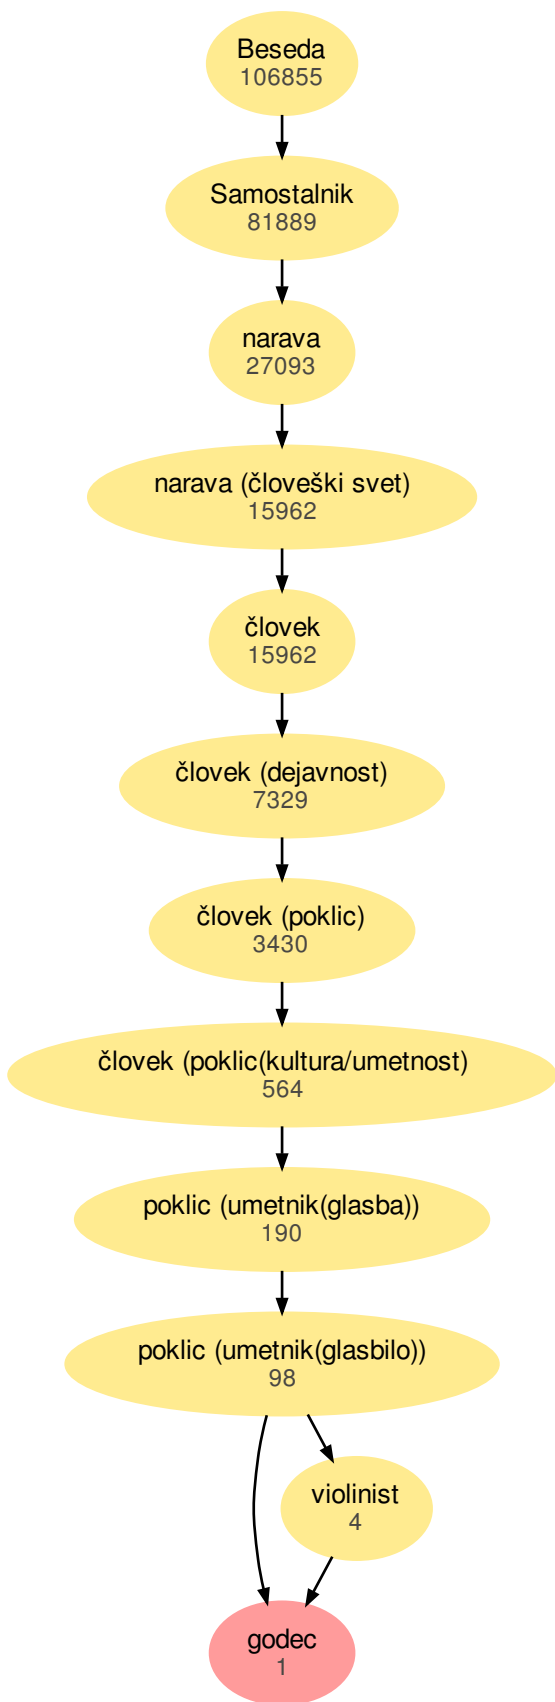 Beseda
106855
Samostalnik
81889
narava
27093
narava (človeški svet)
15962
človek
15962
človek (dejavnost)
7329
človek (poklic)
3430
človek (poklic(kultura/umetnost)
564
poklic (umetnik(glasba))
190
poklic (umetnik(glasbilo))
98
violinist
4
godec
1